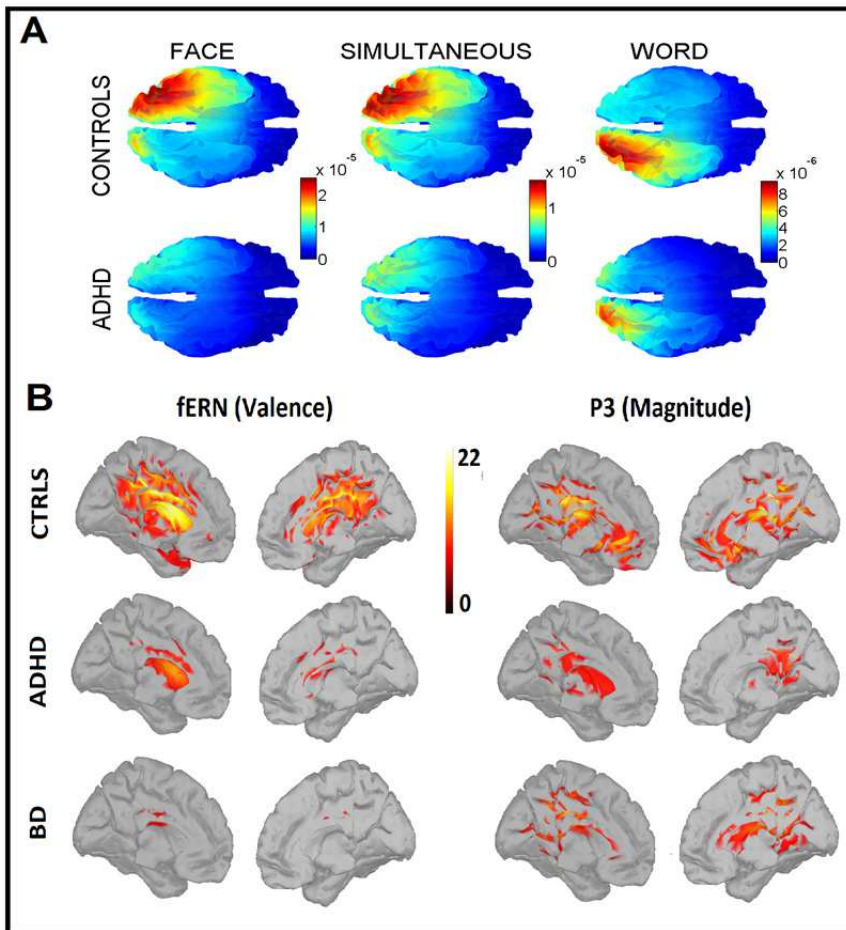 A
FACE SIMULTANEOUS WORD
CONTROLS
x 10-5
2
1
0
x 10-5
1
0
x 10-6
8
6
4
2
0
ADHD
B
fERN (Valence) P3 (Magnitude)
CTRLS
22
0
ADHD
BD